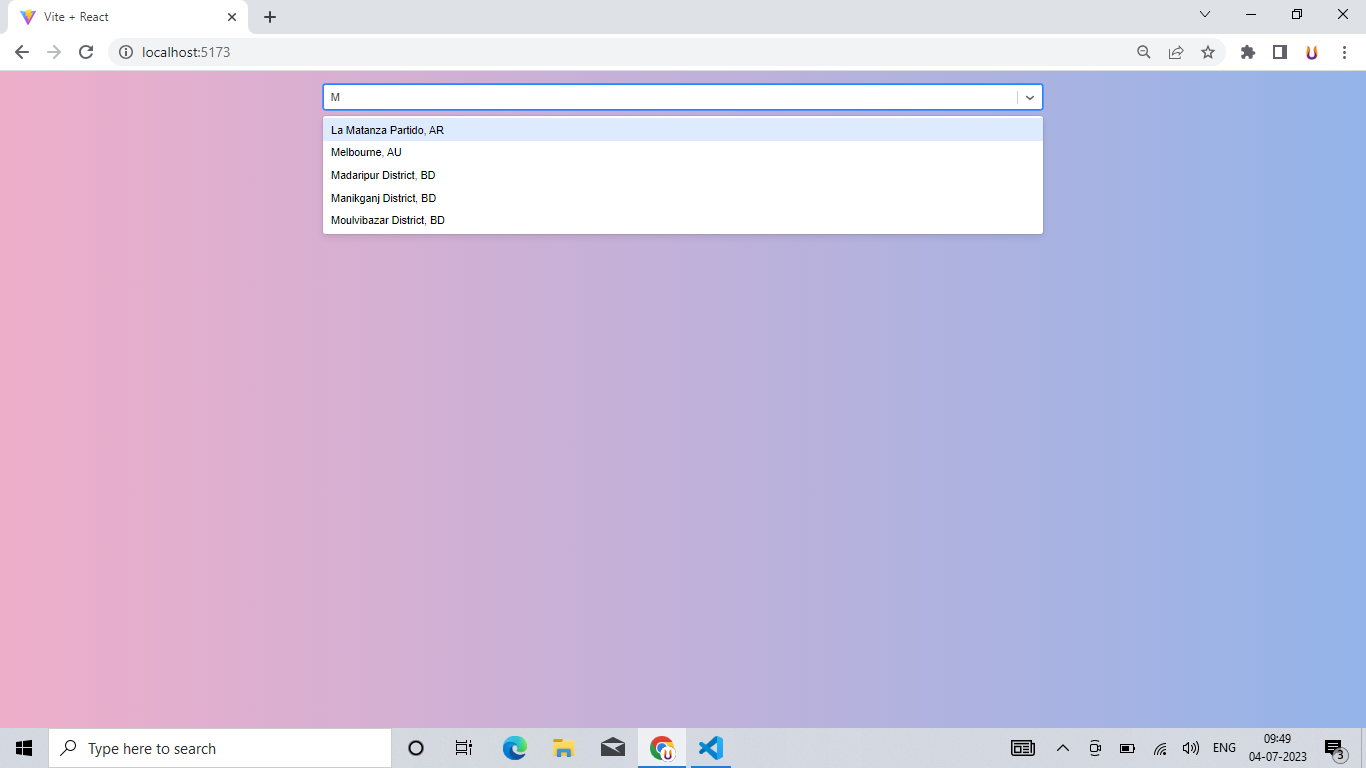 Vite + React
localhost:5173
M
La Matanza Partido, AR
Melbourne, AU
Madaripur District, BD
Manikganj District, BD
Moulvibazar District, BD
Type here to search
ENG
09:49
04-07-2023
3